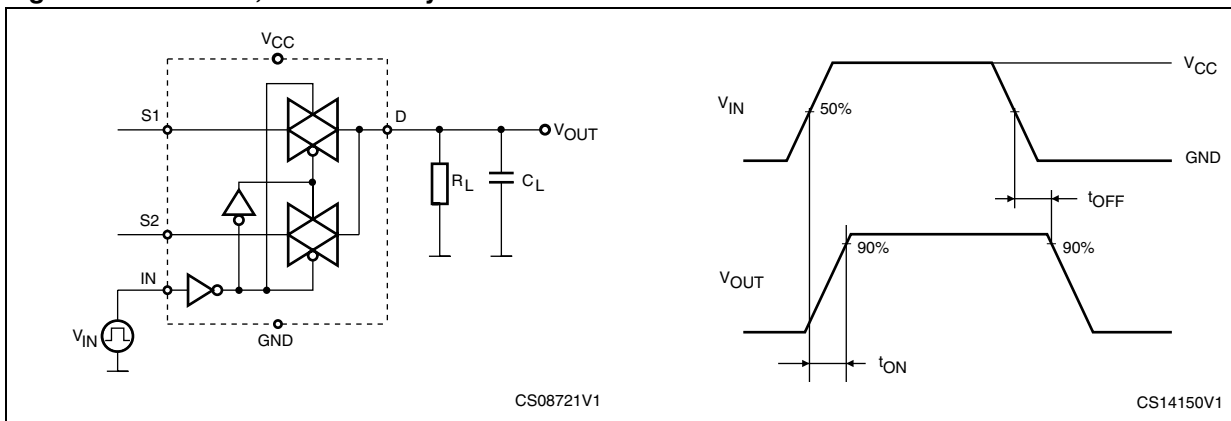 VCC
S1
D
VOUT
RL
CL
S2
IN
VIN
GND
CS08721V1
VCC
VIN
50%
GND
tOFF
90%
90%
VOUT
tON
CS14150V1